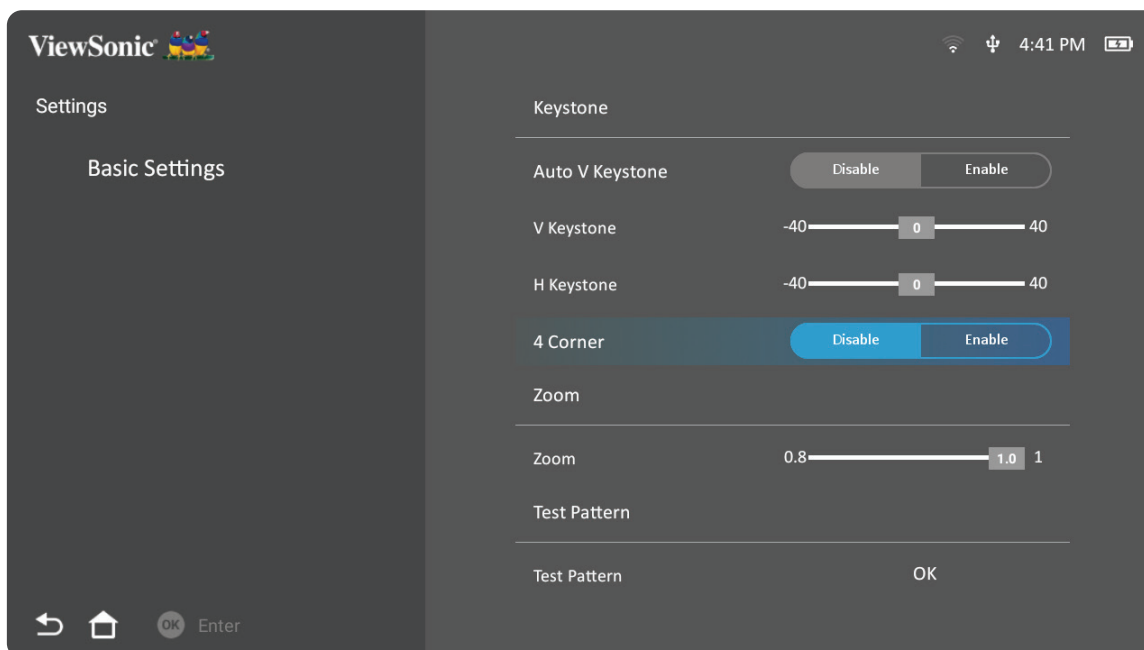 ViewSonic
4:41 PM
Settings
Basic Settings
Keystone
Auto V Keystone Disable Enable
V Keystone -40 0 40
H Keystone -40 0 40
4 Corner Disable Enable
Zoom
Zoom 0.8 1.0 1
Test Pattern
Test Pattern OK
OK Enter